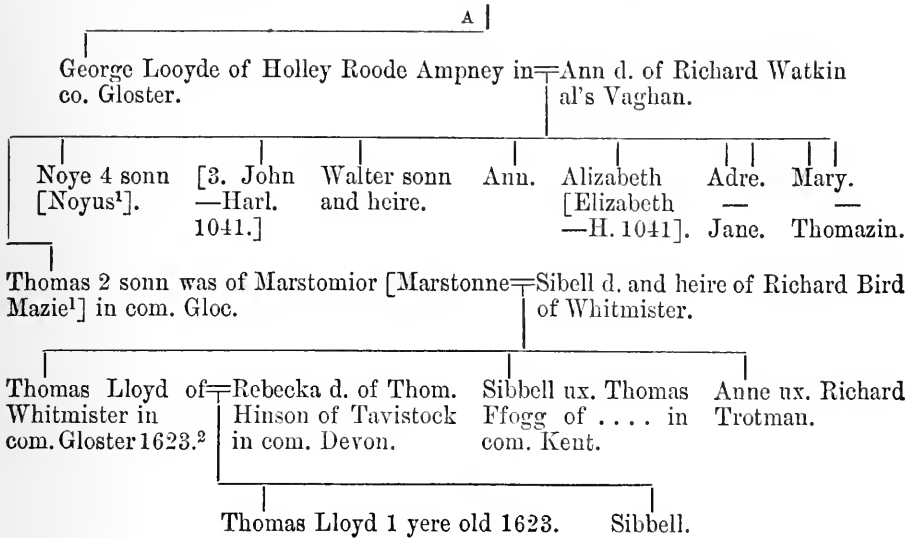 A
George Looyde of Holley Roode Ampney in=Ann d. of Richard Watkin
co. Gloster. al's Vaghan.
Noye 4 sonn [3. John Walter sonn Ann. Alizabeth Adre. Mary.
[Noyus¹]. —Harl. and heire. [Elizabeth — —
1041.] —H. 1041]. Jane. Thomazin.
Thomas 2 sonn was of Marstomior [Marstonne=Sibell d. and heire of Richard Bird
Mazie¹] in com. Gloc. of Whitmister.
Thomas Lloyd of=Rebecka d. of Thom. Sibbell ux. Thomas Anne ux. Richard
Whitmister in Hinson of Tavistock Ffogg of .... in Trotman.
com. Gloster 1623.² in com. Devon. com. Kent.
Thomas Lloyd 1 yere old 1623. Sibbell.